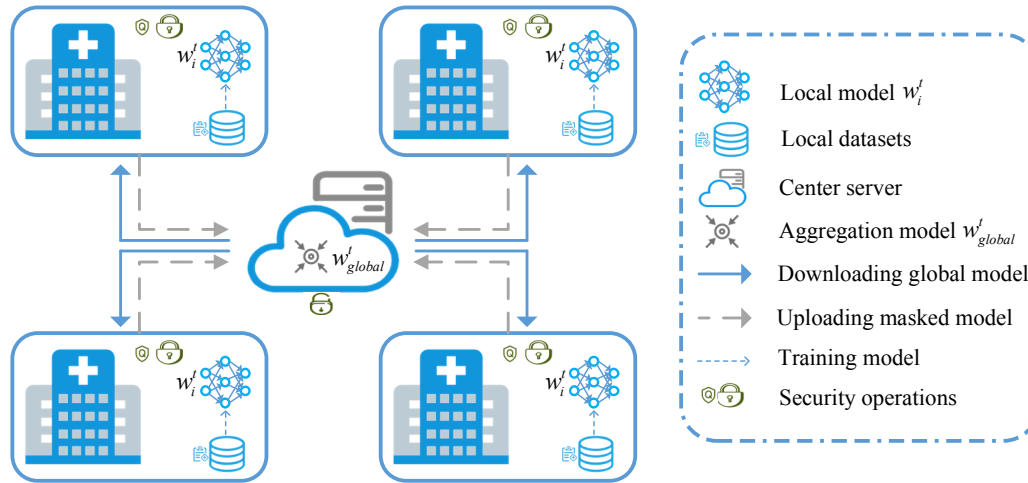 w_i^t
w_i^t
w_global^t
w_i^t
w_i^t
Local model w_i^t
Local datasets
Center server
Aggregation model w_global^t
Downloading global model
Uploading masked model
Training model
Security operations